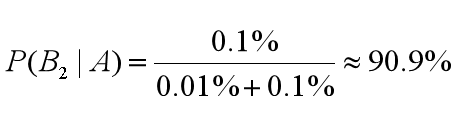 P(B₂ | A) = 0.1% / 0.01% + 0.1% ≈ 90.9%